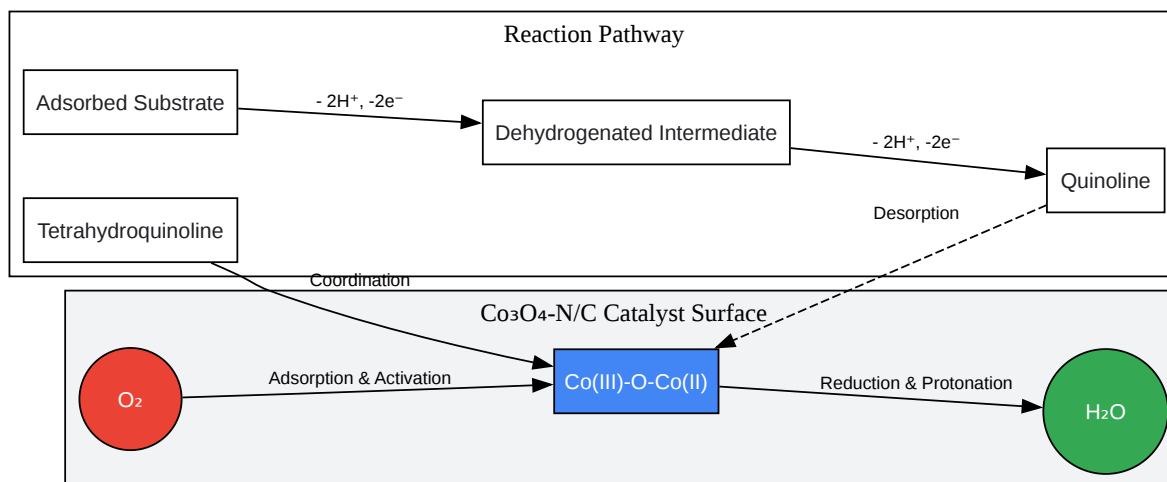 Reaction Pathway
Adsorbed Substrate
- 2H⁺, -2e⁻
Dehydrogenated Intermediate
- 2H⁺, -2e⁻
Quinoline
Tetrahydroquinoline
Desorption
Coordination
Co₃O₄-N/C Catalyst Surface
O₂
Adsorption & Activation
Co(III)-O-Co(II)
Reduction & Protonation
H₂O